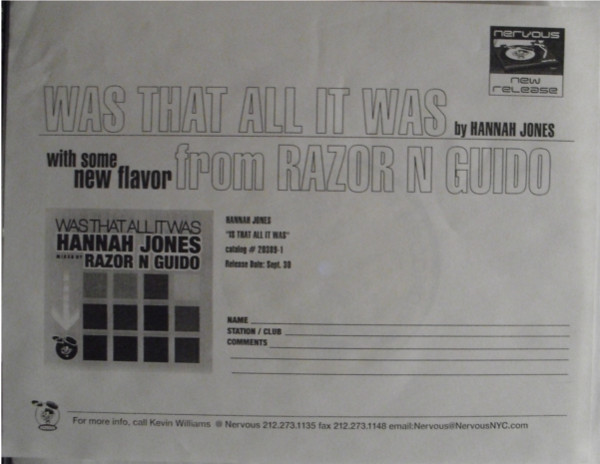 nervous
new
release
WAS THAT ALL IT WAS by HANNAH JONES
with some
new flavor from RAZOR N GUIDO
WAS THAT ALL IT WAS
HANNAH JONES
MIXED BY RAZOR N GUIDO
HANNAH JONES
"IS THAT ALL IT WAS"
catalog # 20309-1
Release Date: Sept. 30
NAME
STATION / CLUB
COMMENTS
For more info, call Kevin Williams @ Nervous 212.273.1135 fax 212.273.1148 email:Nervous@NervousNYC.com